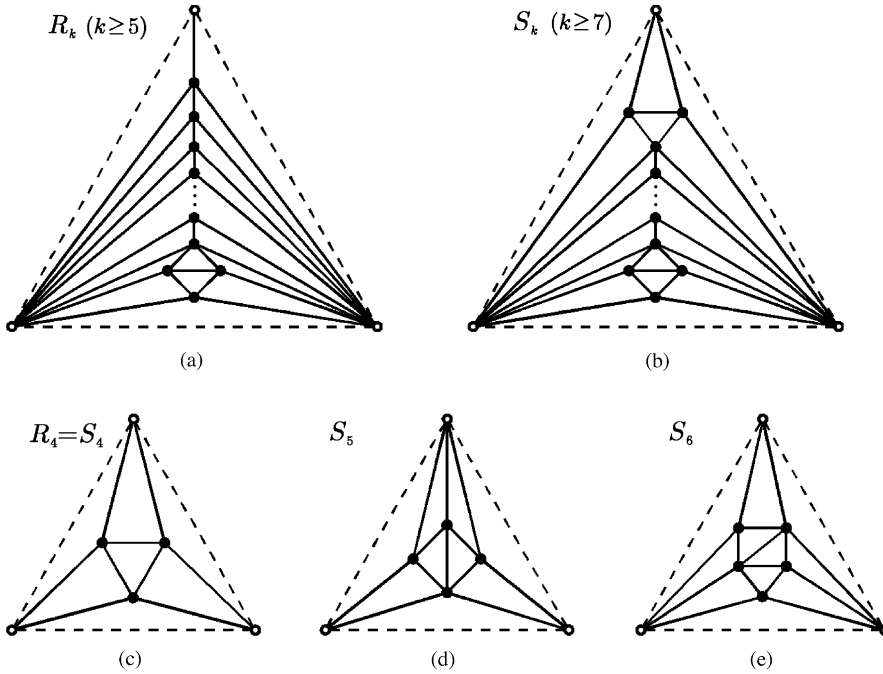 R_k (k≥5)
S_k (k≥7)
(a)
(b)
R_4=S_4
S_5
S_6
(c)
(d)
(e)